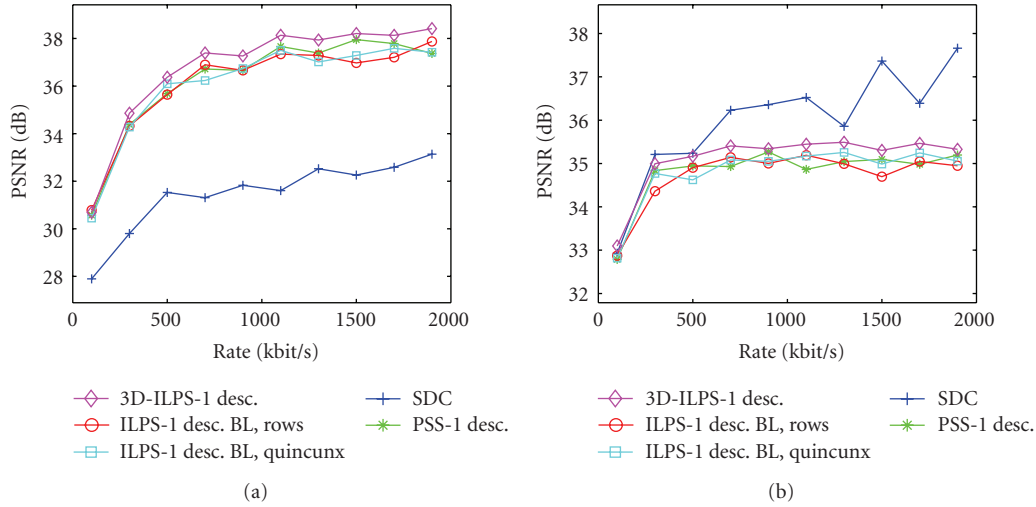 38
36
34
32
30
28
PSNR (dB)
0
500
1000
1500
2000
Rate (kbit/s)
3D-ILPS-1 desc.
ILPS-1 desc. BL, rows
ILPS-1 desc. BL, quincunx
SDC
PSS-1 desc.
(a)
38
37
36
35
34
33
32
PSNR (dB)
0
500
1000
1500
2000
Rate (kbit/s)
3D-ILPS-1 desc.
ILPS-1 desc. BL, rows
ILPS-1 desc. BL, quincunx
SDC
PSS-1 desc.
(b)